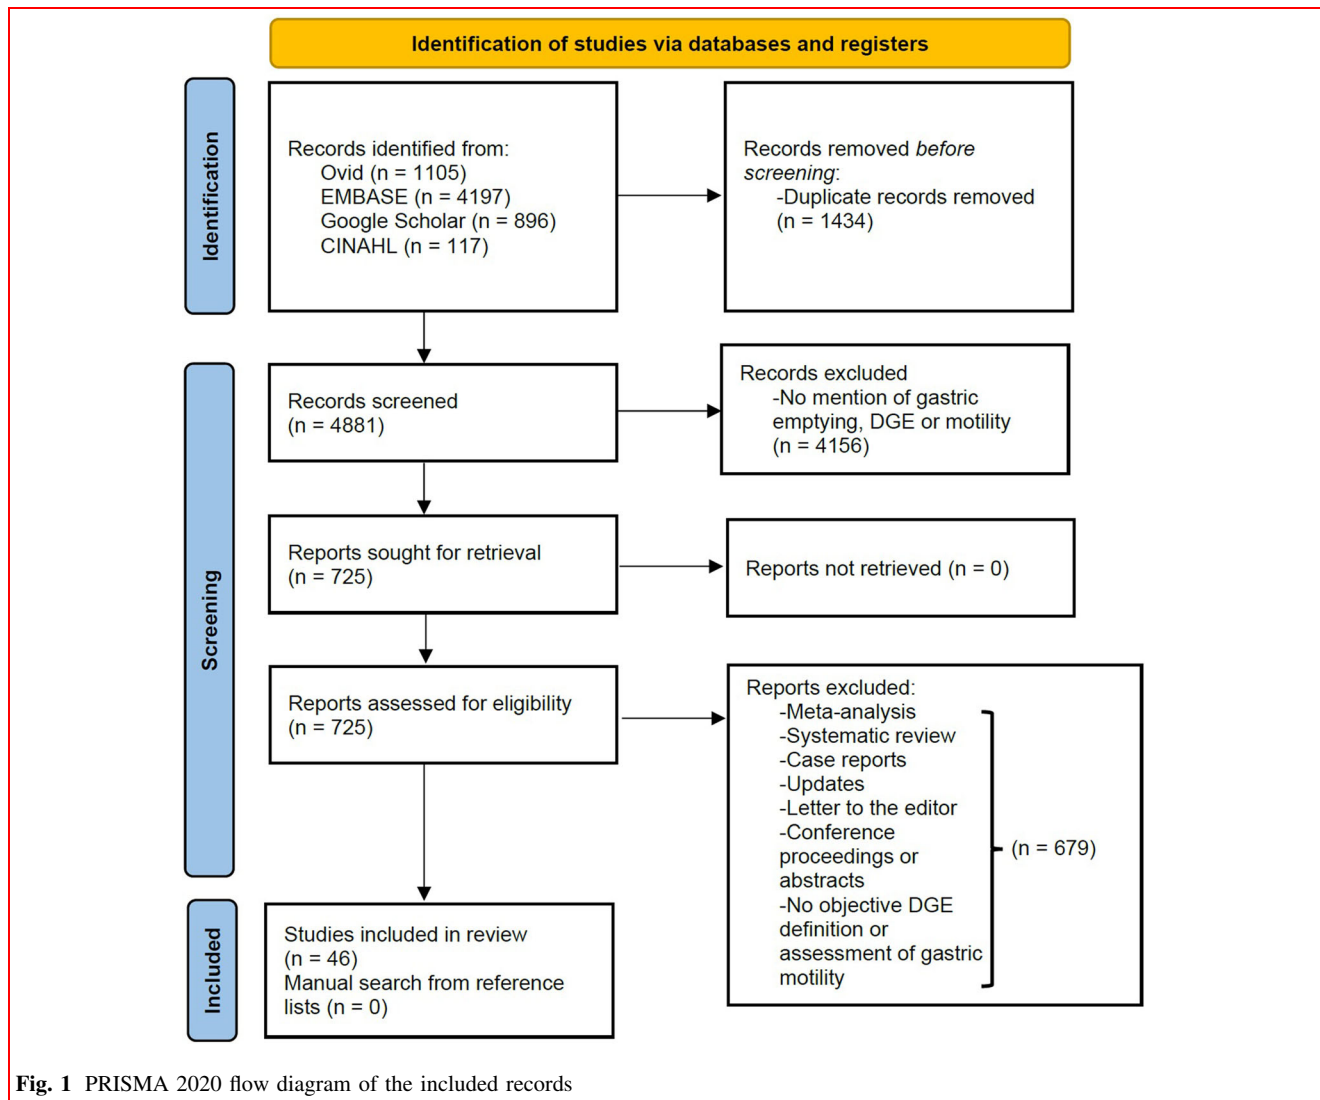 Identification of studies via databases and registers
Identification
Records identified from:
Ovid (n = 1105)
EMBASE (n = 4197)
Google Scholar (n = 896)
CINAHL (n = 117)
Records removed before
screening:
-Duplicate records removed
(n = 1434)
Screening
Records screened
(n = 4881)
Records excluded
-No mention of gastric
emptying, DGE or motility
(n = 4156)
Reports sought for retrieval
(n = 725)
Reports not retrieved (n = 0)
Reports assessed for eligibility
(n = 725)
Reports excluded:
-Meta-analysis
-Systematic review
-Case reports
-Updates
-Letter to the editor
-Conference
proceedings or
abstracts
-No objective DGE
definition or
assessment of gastric
motility
(n = 679)
Included
Studies included in review
(n = 46)
Manual search from reference
lists (n = 0)
Fig. 1 PRISMA 2020 flow diagram of the included records